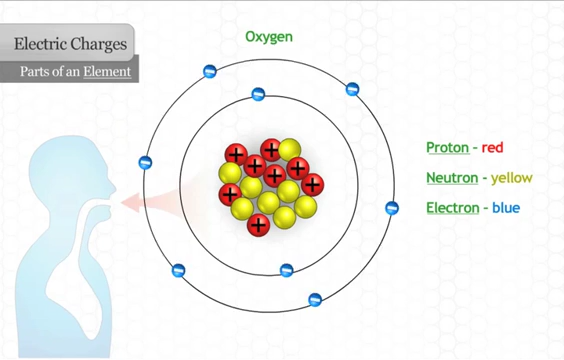 Electric Charges
Parts of an Element
Oxygen
Proton - red
Neutron - yellow
Electron - blue